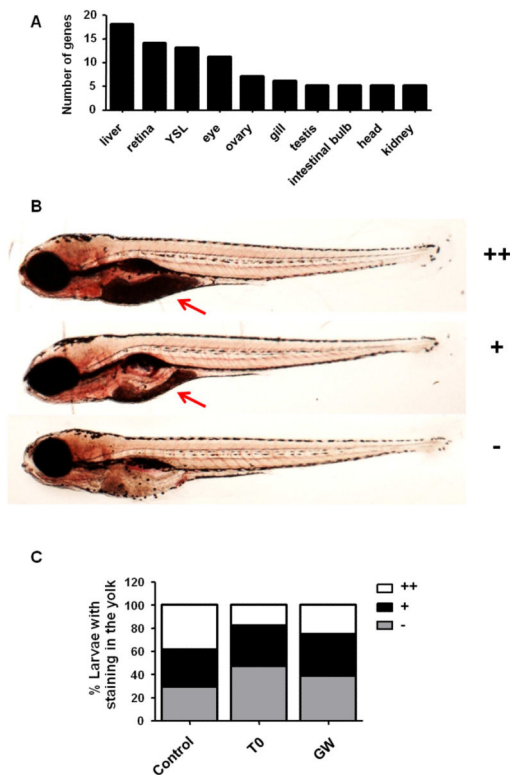 A
Number of genes
20
15
10
5
0
liver
retina
YSL
eye
ovary
gill
testis
intestinal bulb
head
kidney
B
++
+
-
C
% Larvae with
staining in the yolk
120
100
80
60
40
20
0
Control
T0
GW
++
+
-